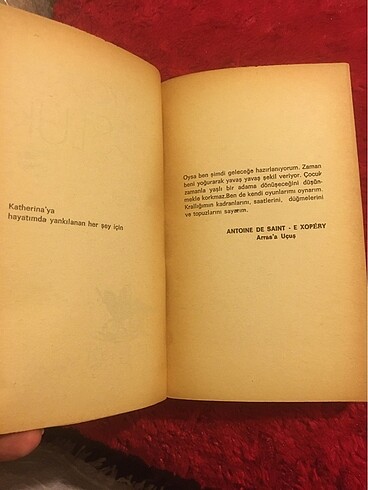 Katherina'ya
hayatımda yankılanan her şey için
Oysa ben şimdi geleceğe hazırlanıyorum. Zaman
beni yoğurarak yavaş yavaş şekil veriyor. Çocuk
zamanla yaşlı bir adama dönüşeceğini düşün-
mekle korkmaz.Ben de kendi oyunlarımı oynarım.
Krallığımın kadranlarını, saatlerini, düğmelerini
ve topuzlarını sayarım.
ANTOINE DE SAINT - E XOPÉRY
Arras'a Uçuş